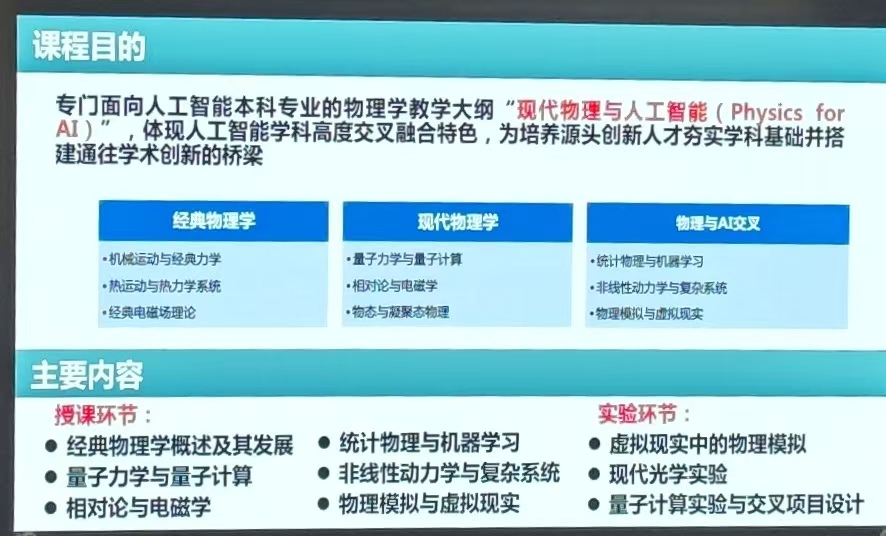 课程目的
专门面向人工智能本科专业的物理学教学大纲“现代物理与人工智能（Physics for
AI）”，体现人工智能学科高度交叉融合特色，为培养源头创新人才夯实学科基础并搭
建通往学术创新的桥梁
经典物理学
•机械运动与经典力学
•热运动与热力学系统
•经典电磁场理论
现代物理学
•量子力学与量子计算
•相对论与电磁学
•物态与凝聚态物理
物理与AI交叉
•统计物理与机器学习
•非线性动力学与复杂系统
•物理模拟与虚拟现实
主要内容
授课环节：
● 经典物理学概述及其发展
● 量子力学与量子计算
● 相对论与电磁学
● 统计物理与机器学习
● 非线性动力学与复杂系统
● 物理模拟与虚拟现实
实验环节：
● 虚拟现实中的物理模拟
● 现代光学实验
● 量子计算实验与交叉项目设计